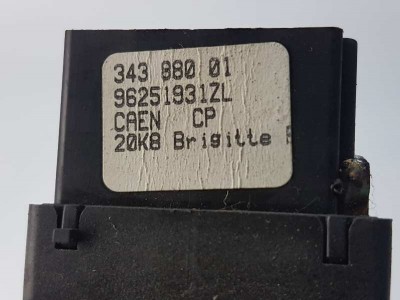 343 880 01
96251931ZL
CAEN CP
20K8 Brigitte